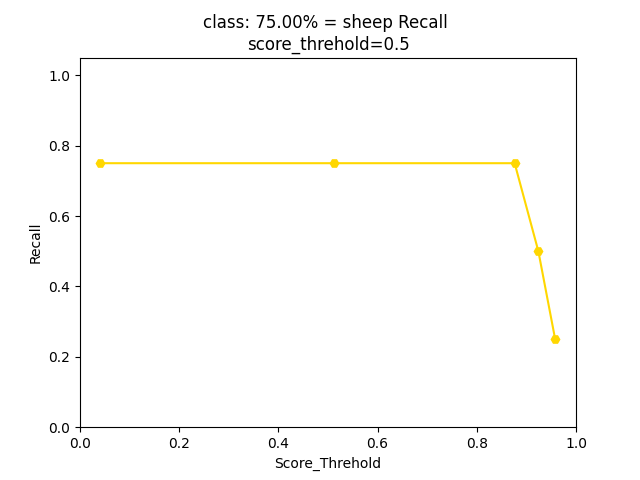 class: 75.00% = sheep Recall
score_threhold=0.5
1.0
0.8
0.6
0.4
0.2
0.0
Recall
0.0 0.2 0.4 0.6 0.8 1.0
Score_Threhold